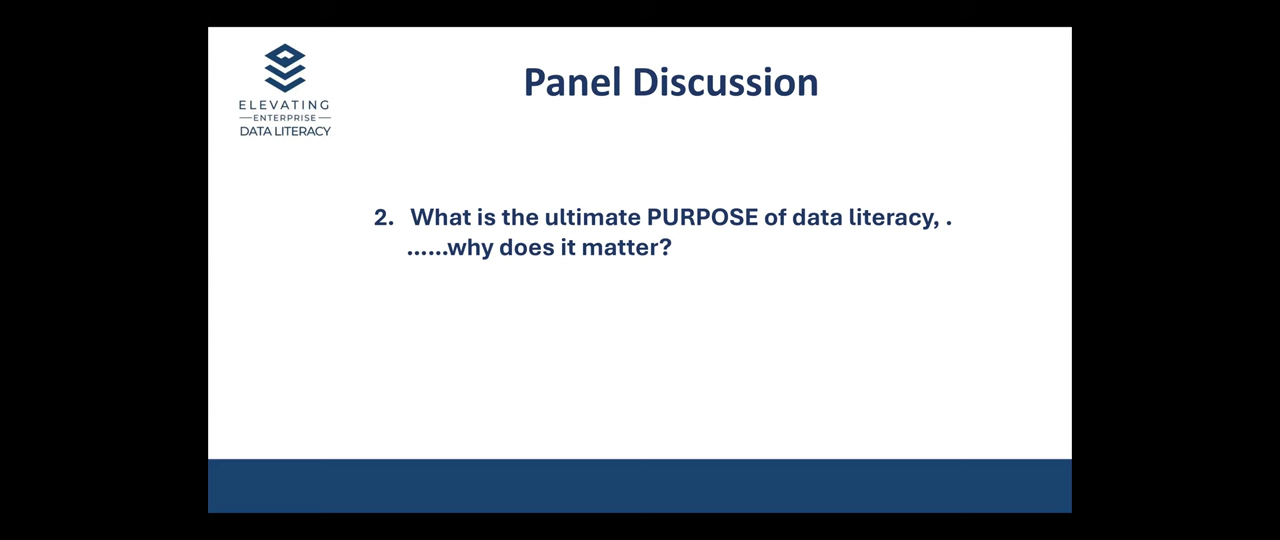 ELEVATING
ENTERPRISE
DATA LITERACY
Panel Discussion
2. What is the ultimate PURPOSE of data literacy, .
......why does it matter?